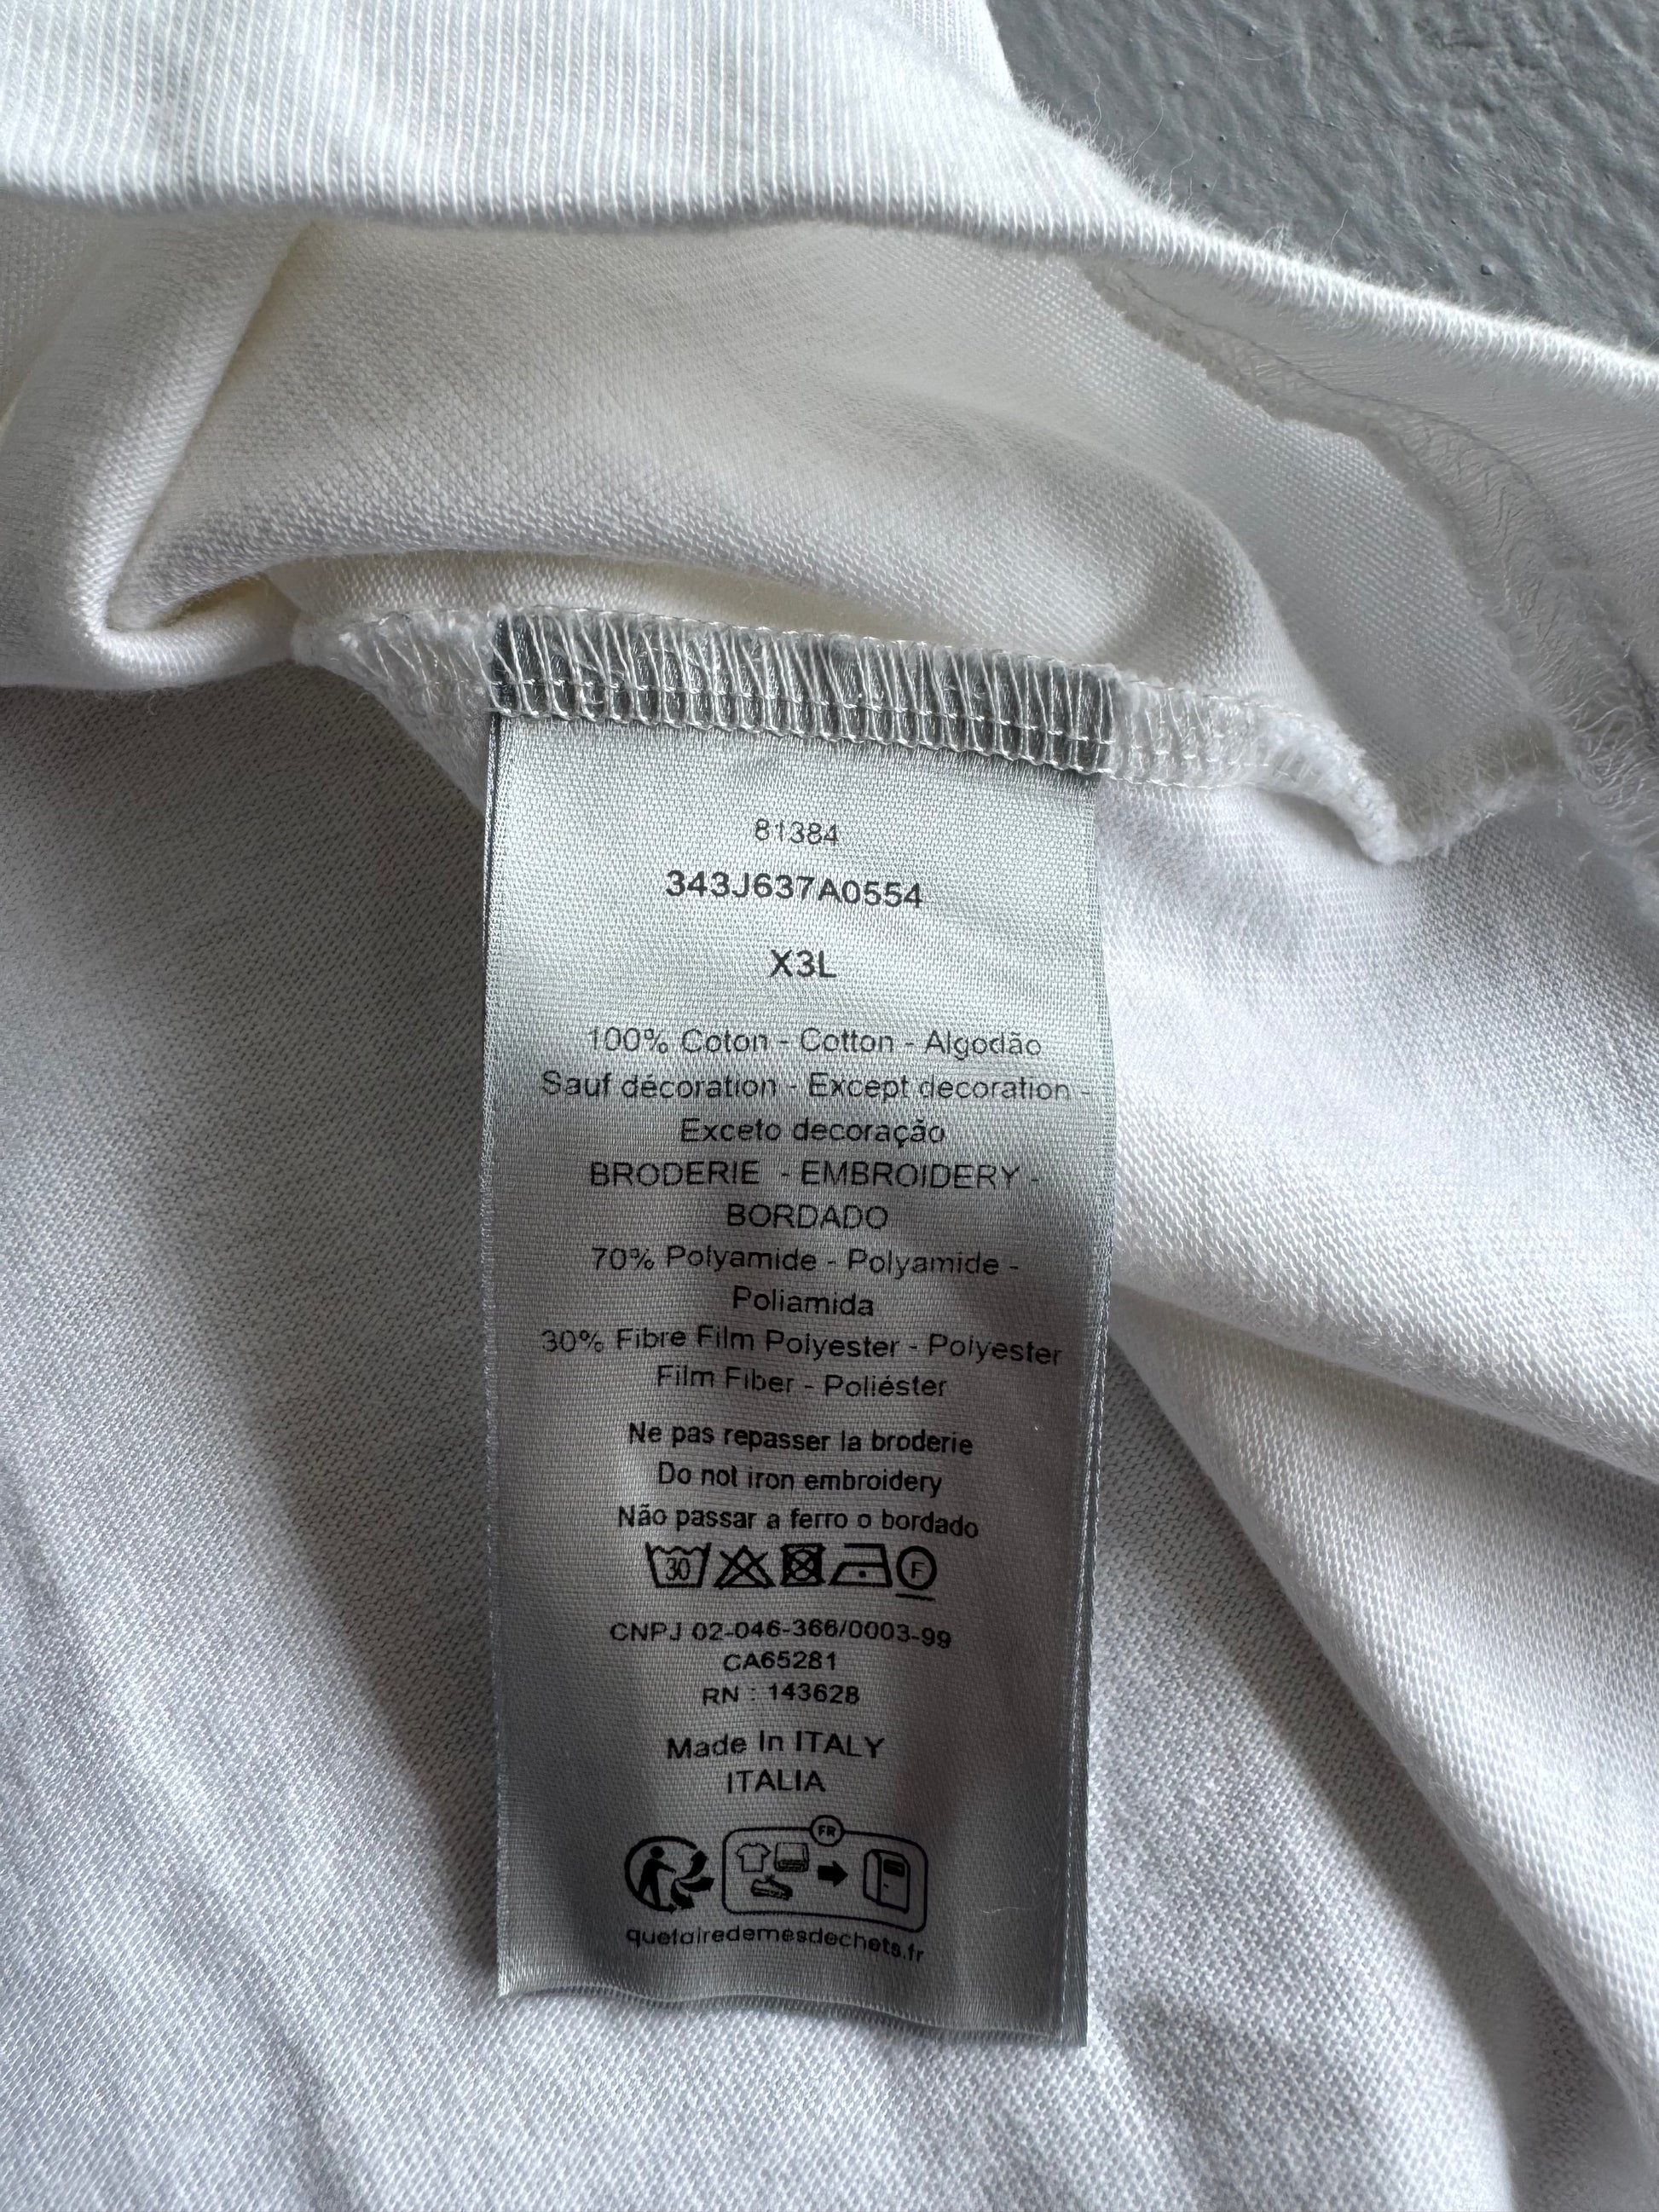 81384
343J637A0554
X3L
100% Coton - Cotton - Algodão
Sauf décoration - Except decoration -
Exceto decoração
BRODERIE - EMBROIDERY -
BORDADO
70% Polyamide - Polyamide -
Poliamida
30% Fibre Film Polyester - Polyester
Film Fiber - Poliéster
Ne pas repasser la broderie
Do not iron embroidery
Não passar a ferro o bordado
30 F
CNPJ 02-046-366/0003-99
CA65281
RN : 143628
Made In ITALY
ITALIA
FR
quefairedemesdechets.fr